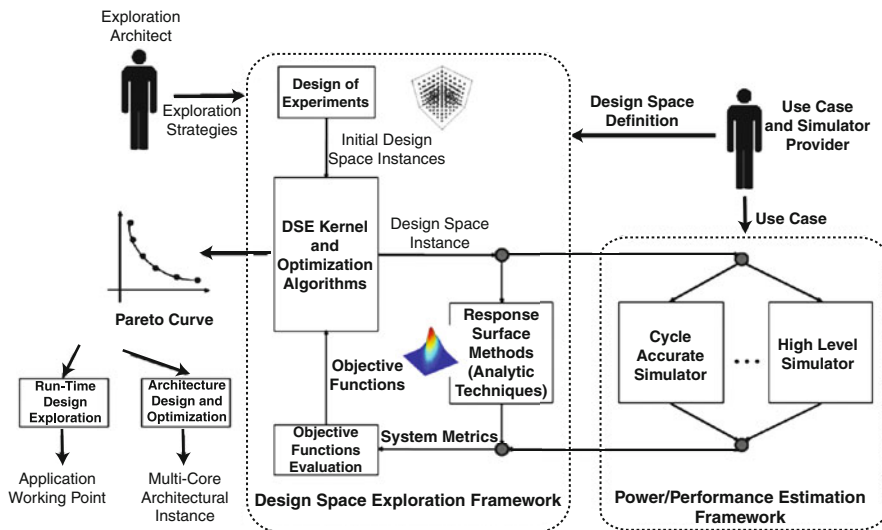 Exploration
Architect
Exploration
Strategies
Design of
Experiments
Initial Design
Space Instances
Design Space
Definition
Use Case
and Simulator
Provider
Use Case
DSE Kernel
and
Optimization
Algorithms
Design Space
Instance
Pareto Curve
Response
Surface
Methods
(Analytic
Techniques)
Cycle
Accurate
Simulator
High Level
Simulator
Objective
Functions
Run-Time
Design
Exploration
Architecture
Design and
Optimization
Objective
Functions
Evaluation
System Metrics
Application
Working Point
Multi-Core
Architectural
Instance
Design Space Exploration Framework
Power/Performance Estimation
Framework